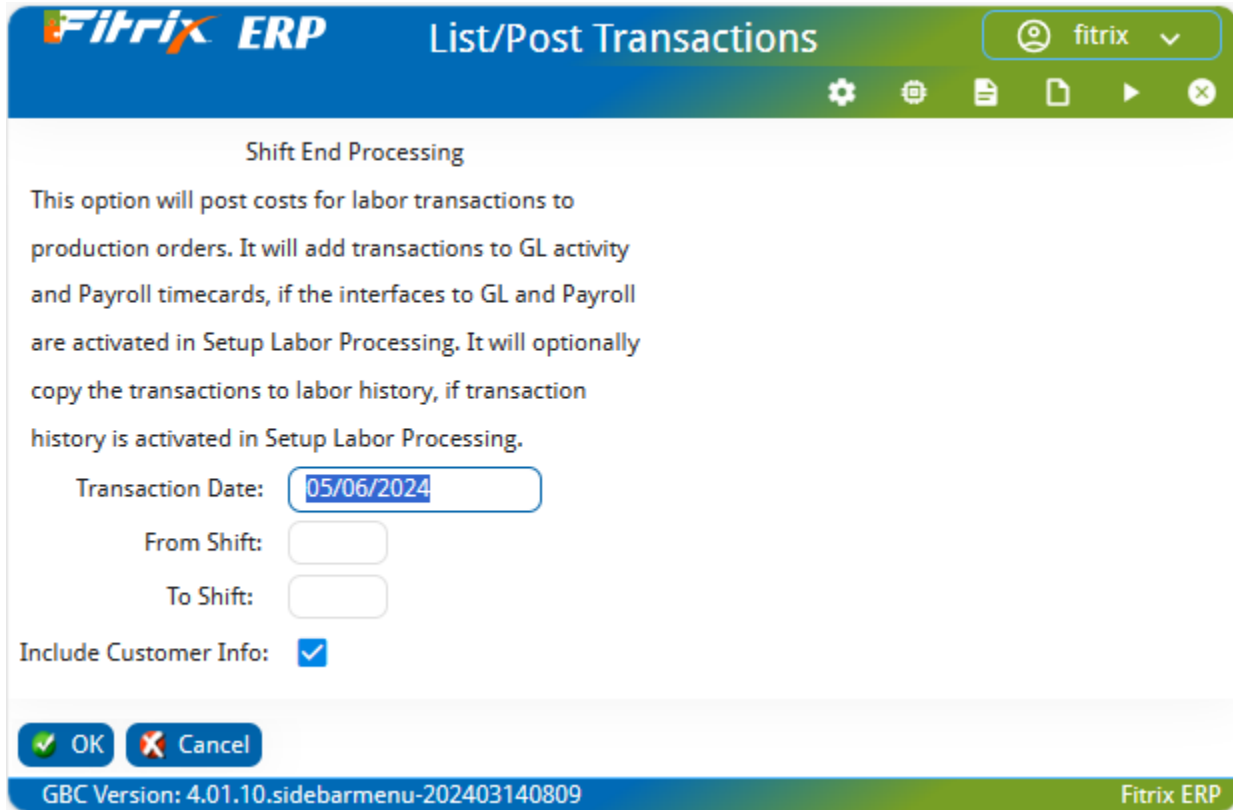 Fitrix ERP List/Post Transactions fitrix
Shift End Processing
This option will post costs for labor transactions to
production orders. It will add transactions to GL activity
and Payroll timecards, if the interfaces to GL and Payroll
are activated in Setup Labor Processing. It will optionally
copy the transactions to labor history, if transaction
history is activated in Setup Labor Processing.
Transaction Date: 05/06/2024
From Shift:
To Shift:
Include Customer Info:
OK Cancel
GBC Version: 4.01.10.sidebarmenu-202403140809 Fitrix ERP